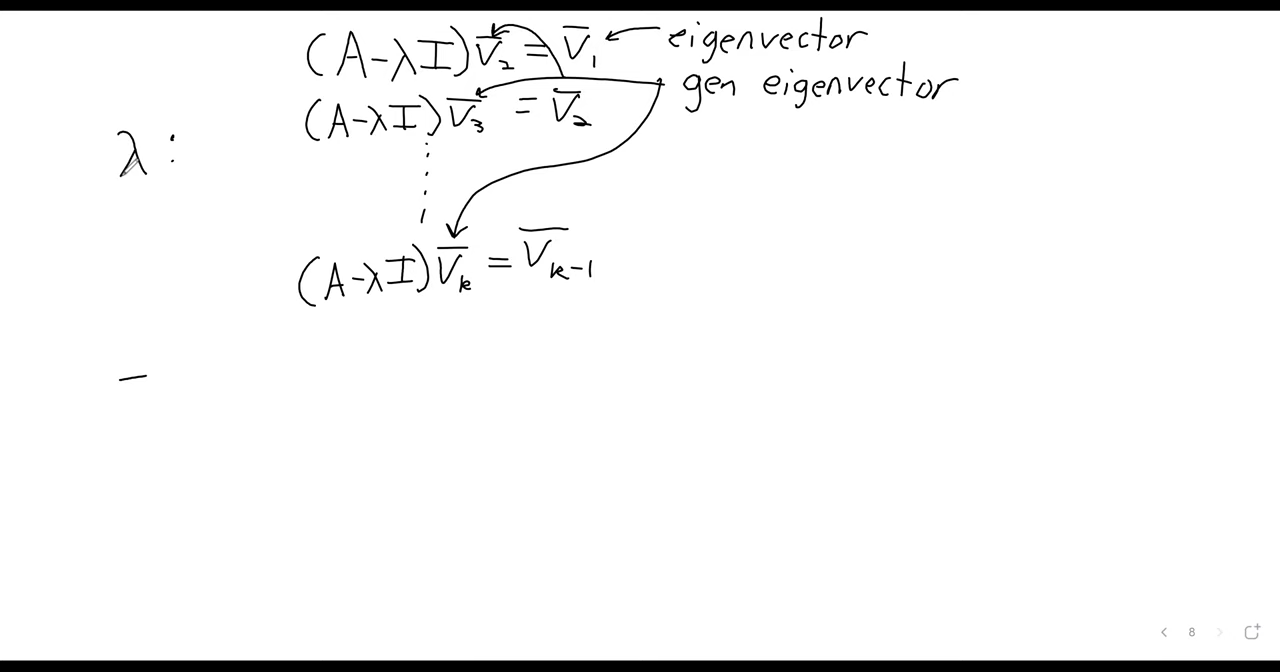 (A-λI)V̅₂ = V̅₁ ← eigenvector
(A-λI)V̅₃ = V̅₂ gen eigenvector
λ :
(A-λI)V̅ₖ = V̅ₖ₋₁
—
8